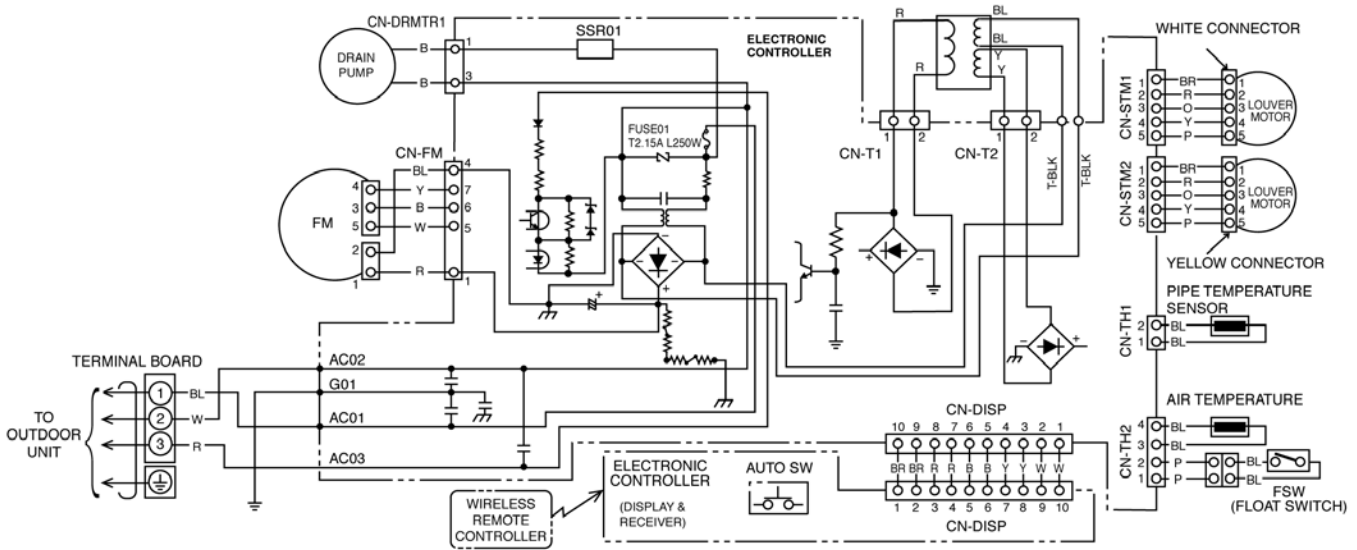 CN-DRMTR1
DRAIN
PUMP
B
B
1
3
SSR01
ELECTRONIC
CONTROLLER
R
R
BL
BL
Y
Y
1 2
CN-T1
1 2
CN-T2
T-BLK
T-BLK
FUSE01
T2.15A L250W
CN-FM
FM
4
3
5
2
1
BL
Y
B
W
R
4
7
6
5
1
WHITE CONNECTOR
CN-STM1
1 BR 1
2 R 2
3 O 3
4 Y 4
5 P 5
LOUVER
MOTOR
CN-STM2
1 BR 1
2 R 2
3 O 3
4 Y 4
5 P 5
LOUVER
MOTOR
YELLOW CONNECTOR
PIPE TEMPERATURE
SENSOR
CN-TH1
2 BL
1 BL
AIR TEMPERATURE
CN-TH2
4 BL
3 BL
2 P BL
1 P BL
FSW
(FLOAT SWITCH)
TERMINAL BOARD
TO
OUTDOOR
UNIT
1 BL
2 W
3 R
AC02
G01
AC01
AC03
CN-DISP
10 9 8 7 6 5 4 3 2 1
BR BR R R B B Y Y W W
1 2 3 4 5 6 7 8 9 10
CN-DISP
ELECTRONIC
CONTROLLER
(DISPLAY &
RECEIVER)
AUTO SW
WIRELESS
REMOTE
CONTROLLER